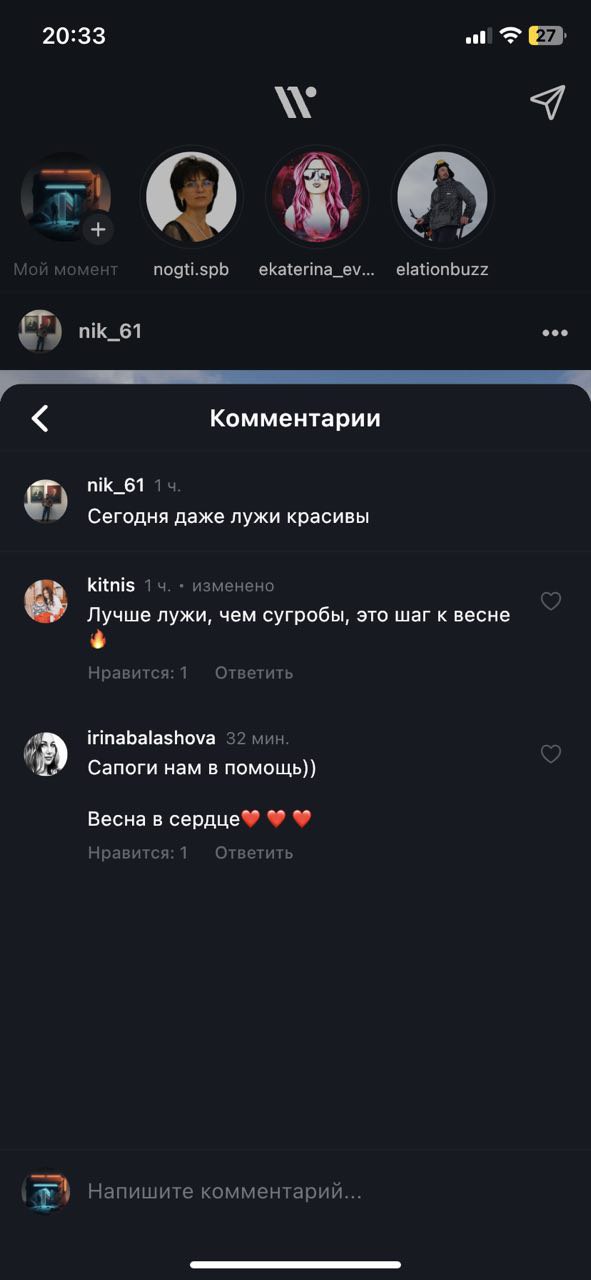 20:33
27
Мой момент
nogti.spb
ekaterina_ev...
elationbuzz
nik_61
Комментарии
nik_61 1 ч.
Сегодня даже лужи красивы
kitnis 1 ч. • изменено
Лучше лужи, чем сугробы, это шаг к весне
🔥
Нравится: 1 Ответить
irinabalashova 32 мин.
Сапоги нам в помощь))
Весна в сердце❤️ ❤️ ❤️
Нравится: 1 Ответить
Напишите комментарий...